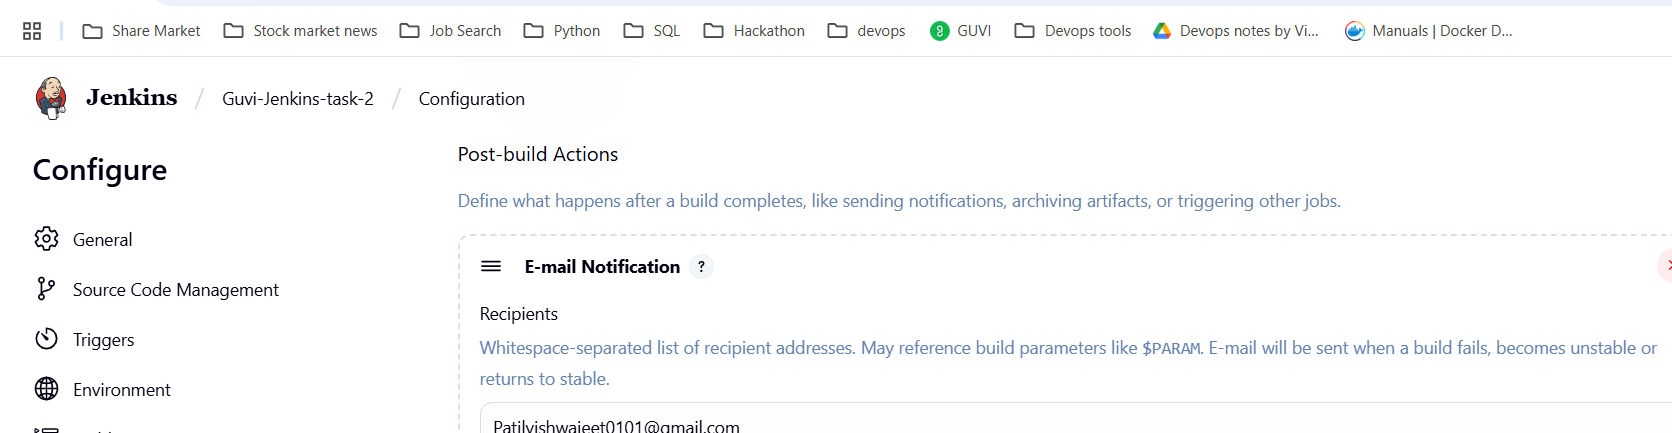 Share Market Stock market news Job Search Python SQL Hackathon devops GUVI Devops tools Devops notes by Vi... Manuals | Docker D...
Jenkins / Guvi-Jenkins-task-2 / Configuration
Configure
General
Source Code Management
Triggers
Environment
Post-build Actions
Define what happens after a build completes, like sending notifications, archiving artifacts, or triggering other jobs.
E-mail Notification ?
Recipients
Whitespace-separated list of recipient addresses. May reference build parameters like $PARAM. E-mail will be sent when a build fails, becomes unstable or
returns to stable.
Patilvishwajeet0101@gmail.com